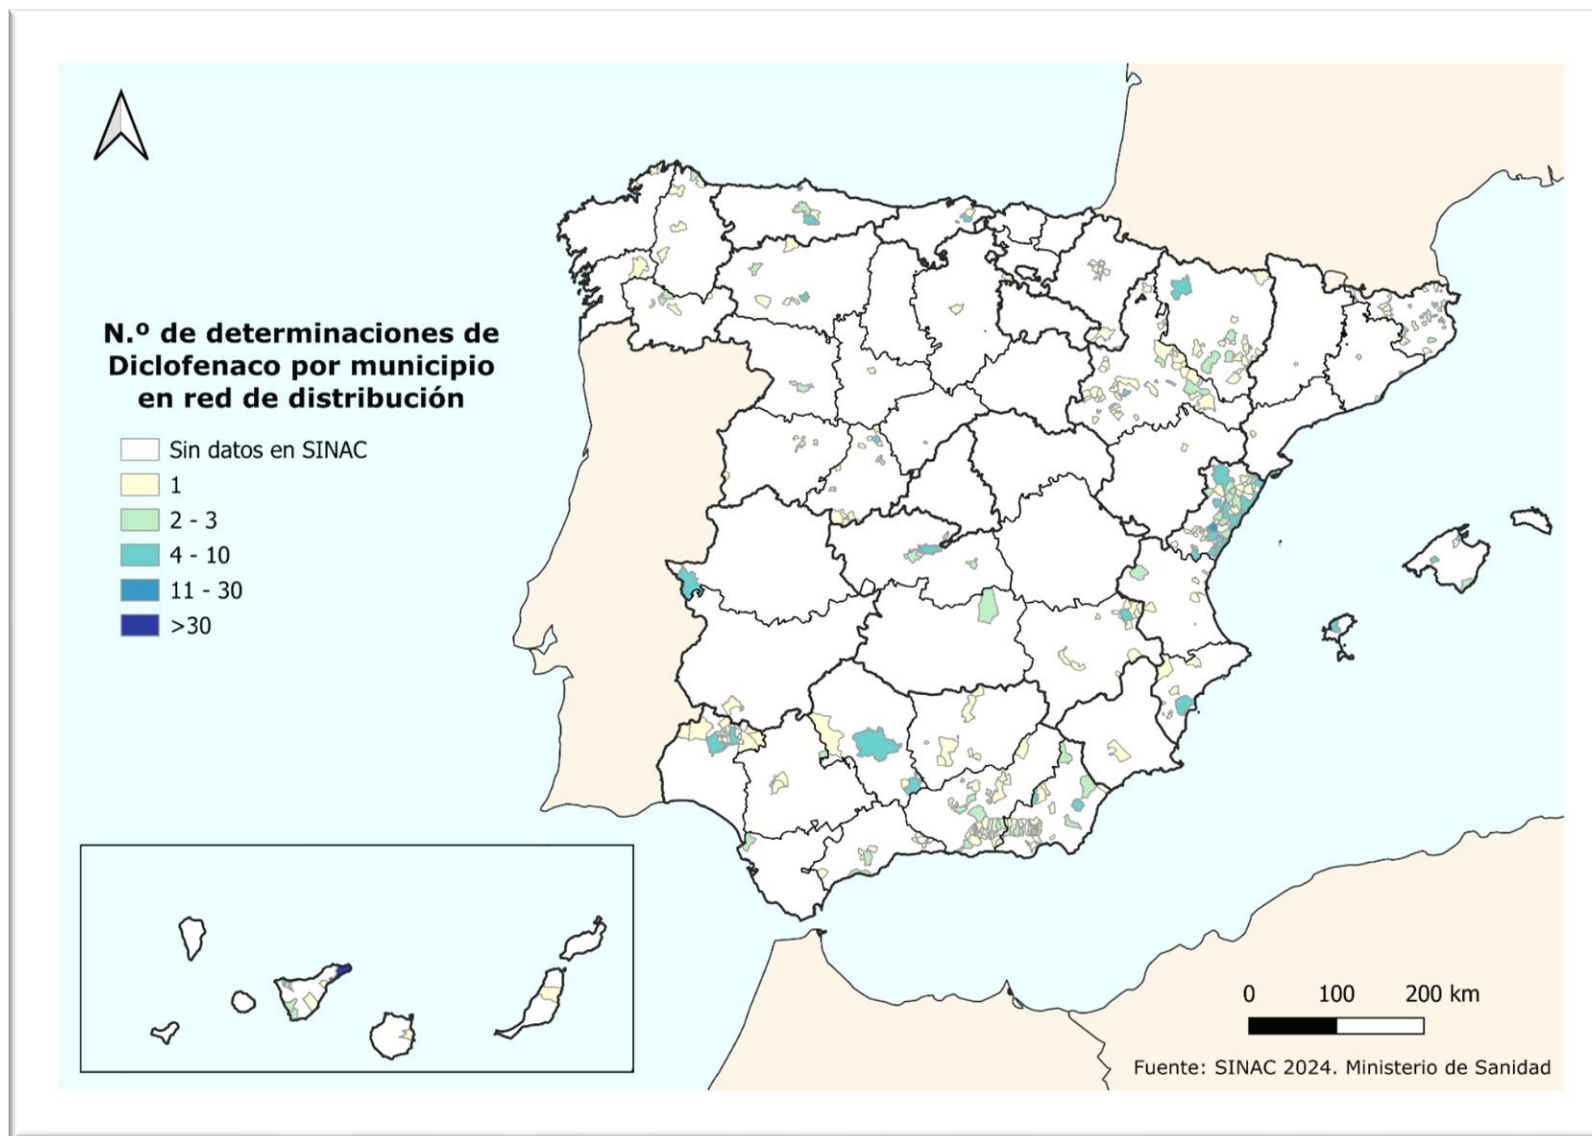 N.º de determinaciones de
Diclofenaco por municipio
en red de distribución
Sin datos en SINAC
1
2 - 3
4 - 10
11 - 30
>30
0 100 200 km
Fuente: SINAC 2024. Ministerio de Sanidad